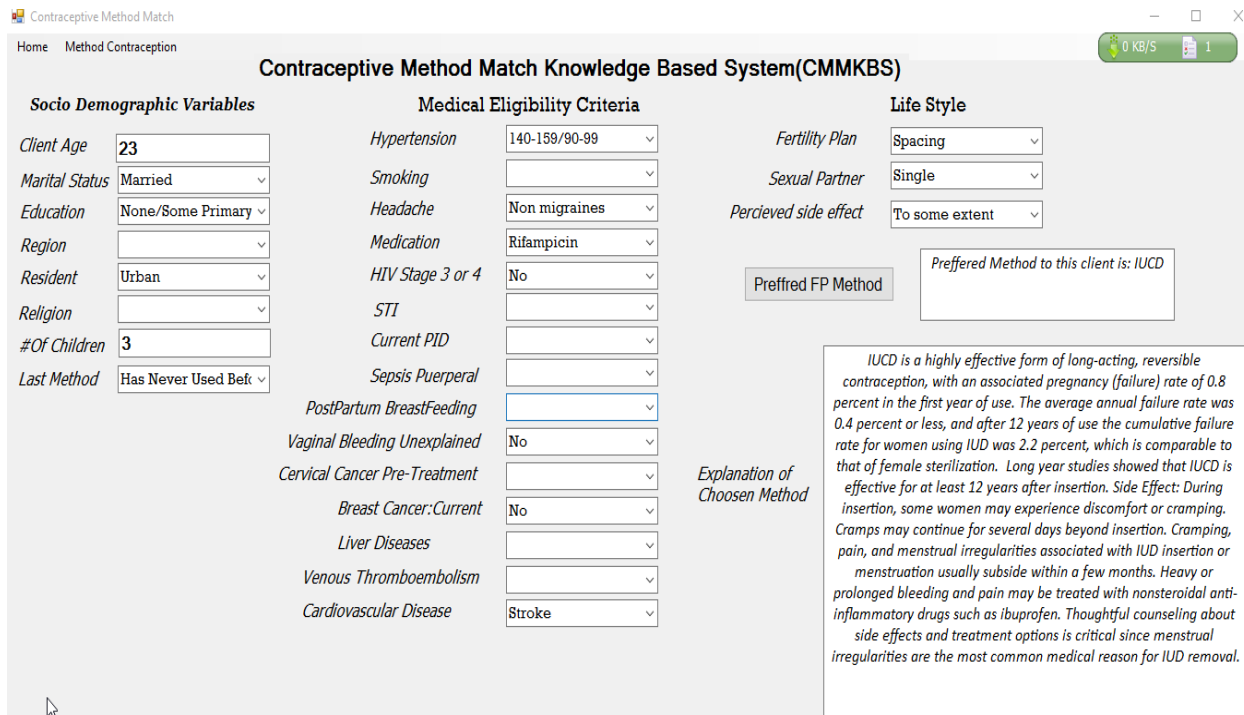 Contraceptive Method Match
Home Method Contraception
0 KB/S 1
Contraceptive Method Match Knowledge Based System(CMMKBS)
Socio Demographic Variables
Client Age 23
Marital Status Married
Education None/Some Primary
Region
Resident Urban
Religion
#Of Children 3
Last Method Has Never Used Befo
Medical Eligibility Criteria
Hypertension 140-159/90-99
Smoking
Headache Non migraines
Medication Rifampicin
HIV Stage 3 or 4 No
STI
Current PID
Sepsis Puerperal
PostPartum BreastFeeding
Vaginal Bleeding Unexplained No
Cervical Cancer Pre-Treatment
Breast Cancer:Current No
Liver Diseases
Venous Thromboembolism
Cardiovascular Disease Stroke
Life Style
Fertility Plan Spacing
Sexual Partner Single
Percieved side effect To some extent
Preffred FP Method
Preffered Method to this client is: IUCD
Explanation of
Choosen Method
IUCD is a highly effective form of long-acting, reversible
contraception, with an associated pregnancy (failure) rate of 0.8
percent in the first year of use. The average annual failure rate was
0.4 percent or less, and after 12 years of use the cumulative failure
rate for women using IUD was 2.2 percent, which is comparable to
that of female sterilization. Long year studies showed that IUCD is
effective for at least 12 years after insertion. Side Effect: During
insertion, some women may experience discomfort or cramping.
Cramps may continue for several days beyond insertion. Cramping,
pain, and menstrual irregularities associated with IUD insertion or
menstruation usually subside within a few months. Heavy or
prolonged bleeding and pain may be treated with nonsteroidal anti-
inflammatory drugs such as ibuprofen. Thoughtful counseling about
side effects and treatment options is critical since menstrual
irregularities are the most common medical reason for IUD removal.